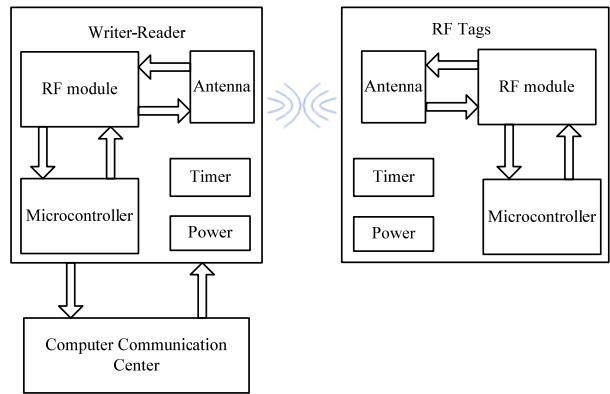 Writer-Reader
RF module
Antenna
Timer
Microcontroller
Power
Computer Communication
Center
RF Tags
Antenna
RF module
Timer
Microcontroller
Power